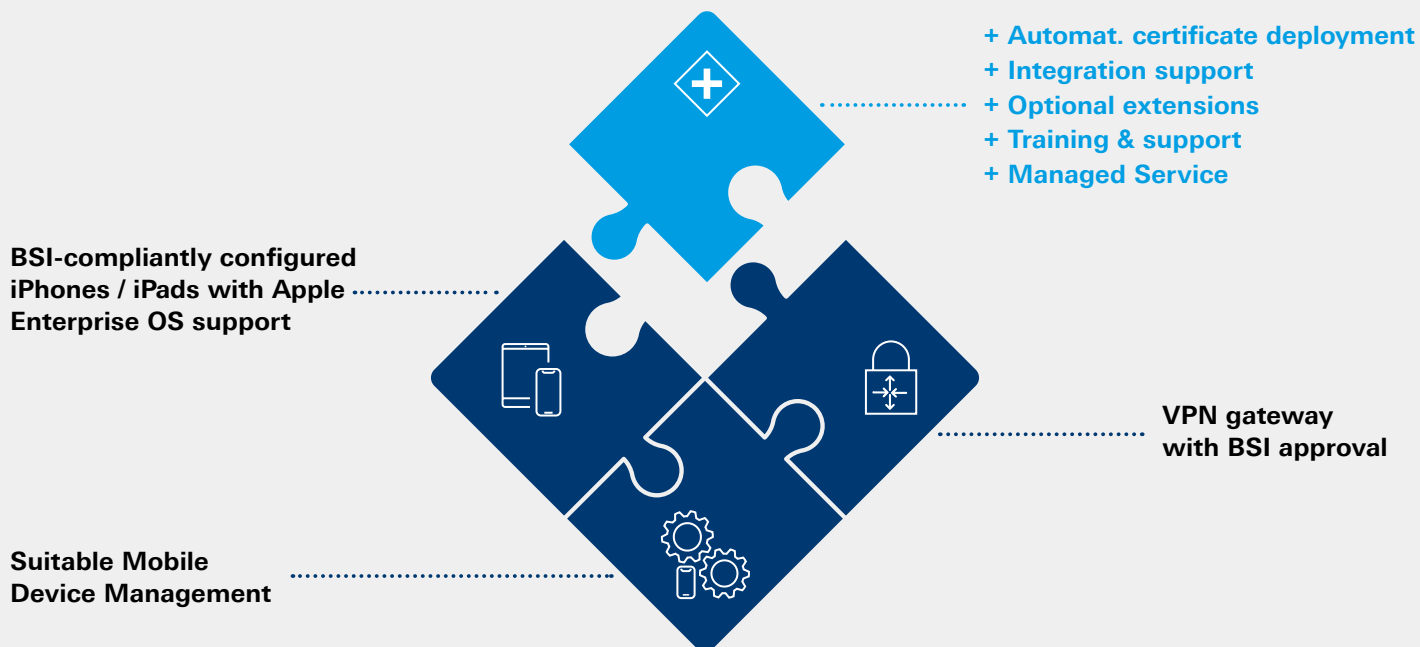 + Automat. certificate deployment
+ Integration support
+ Optional extensions
+ Training & support
+ Managed Service
BSI-compliantly configured
iPhones / iPads with Apple
Enterprise OS support
VPN gateway
with BSI approval
Suitable Mobile
Device Management